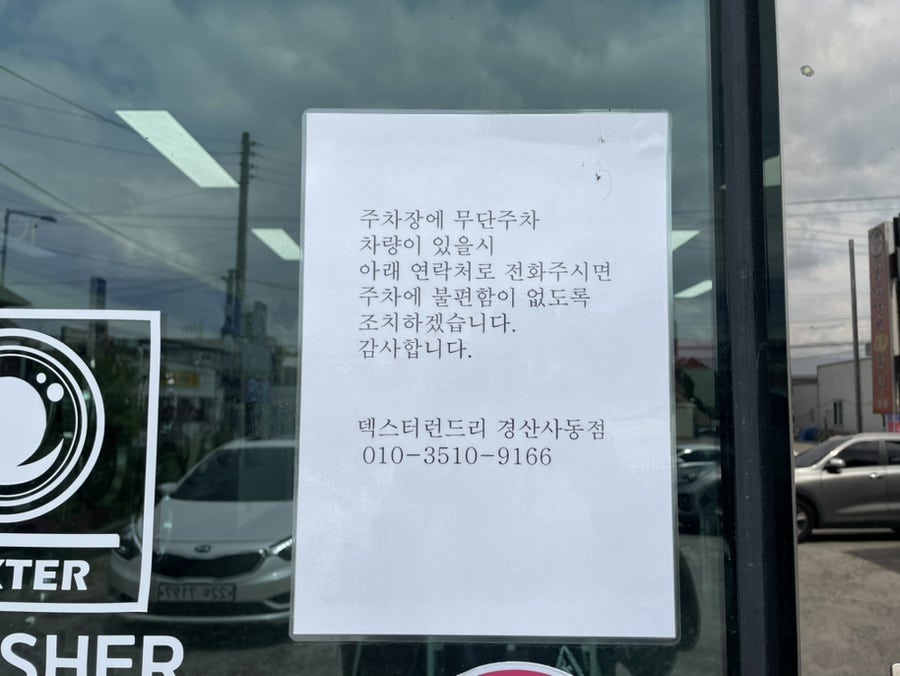 주차장에 무단주차
차량이 있을시
아래 연락처로 전화주시면
주차에 불편함이 없도록
조치하겠습니다.
감사합니다.
덱스터런드리 경산사동점
010-3510-9166
XTER
SHER